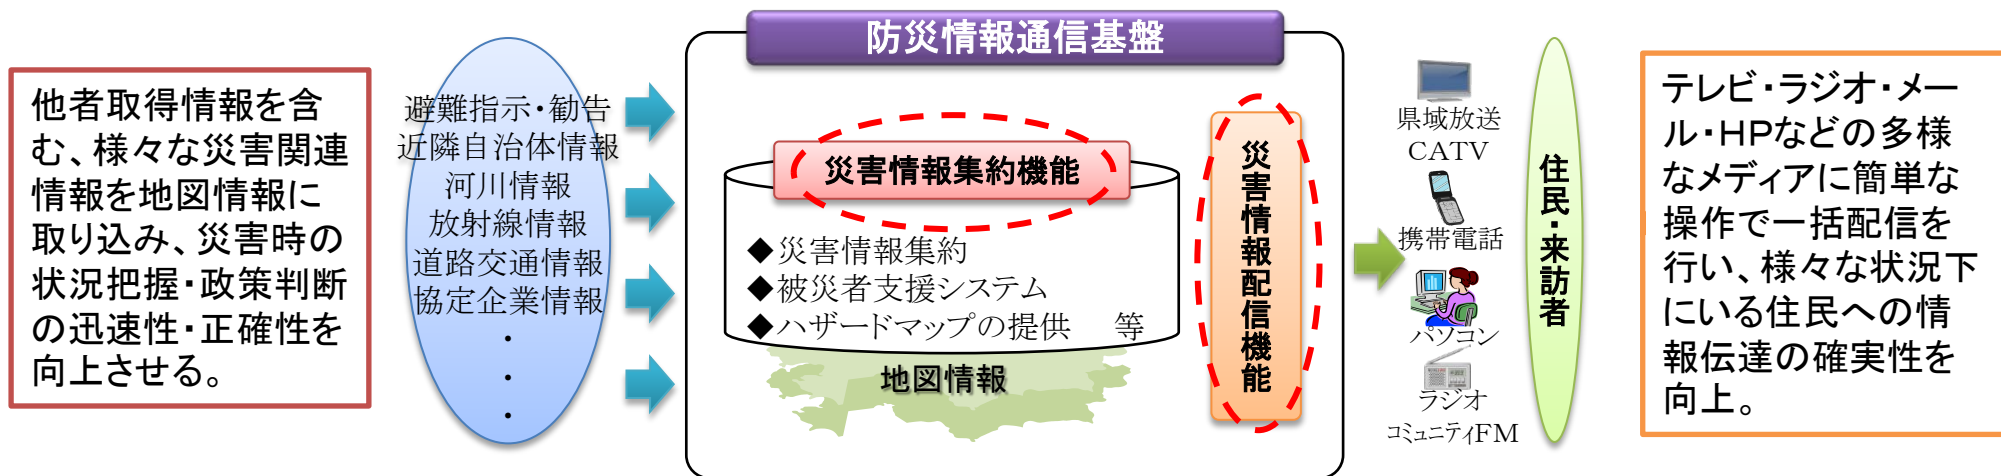 防災情報通信基盤
他者取得情報を含
む、様々な災害関連
情報を地図情報に
取り込み、災害時の
状況把握・政策判断
の迅速性・正確性を
向上させる。
避難指示・勧告
近隣自治体情報
河川情報
放射線情報
道路交通情報
協定企業情報
・
・
・
災害情報集約機能
◆災害情報集約
◆被災者支援システム
◆ハザードマップの提供　等
地図情報
災害情報配信機能
県域放送
CATV
携帯電話
パソコン
ラジオ
コミュニティFM
住民・来訪者
テレビ・ラジオ・メー
ル・HPなどの多様
なメディアに簡単な
操作で一括配信を
行い、様々な状況下
にいる住民への情
報伝達の確実性を
向上。